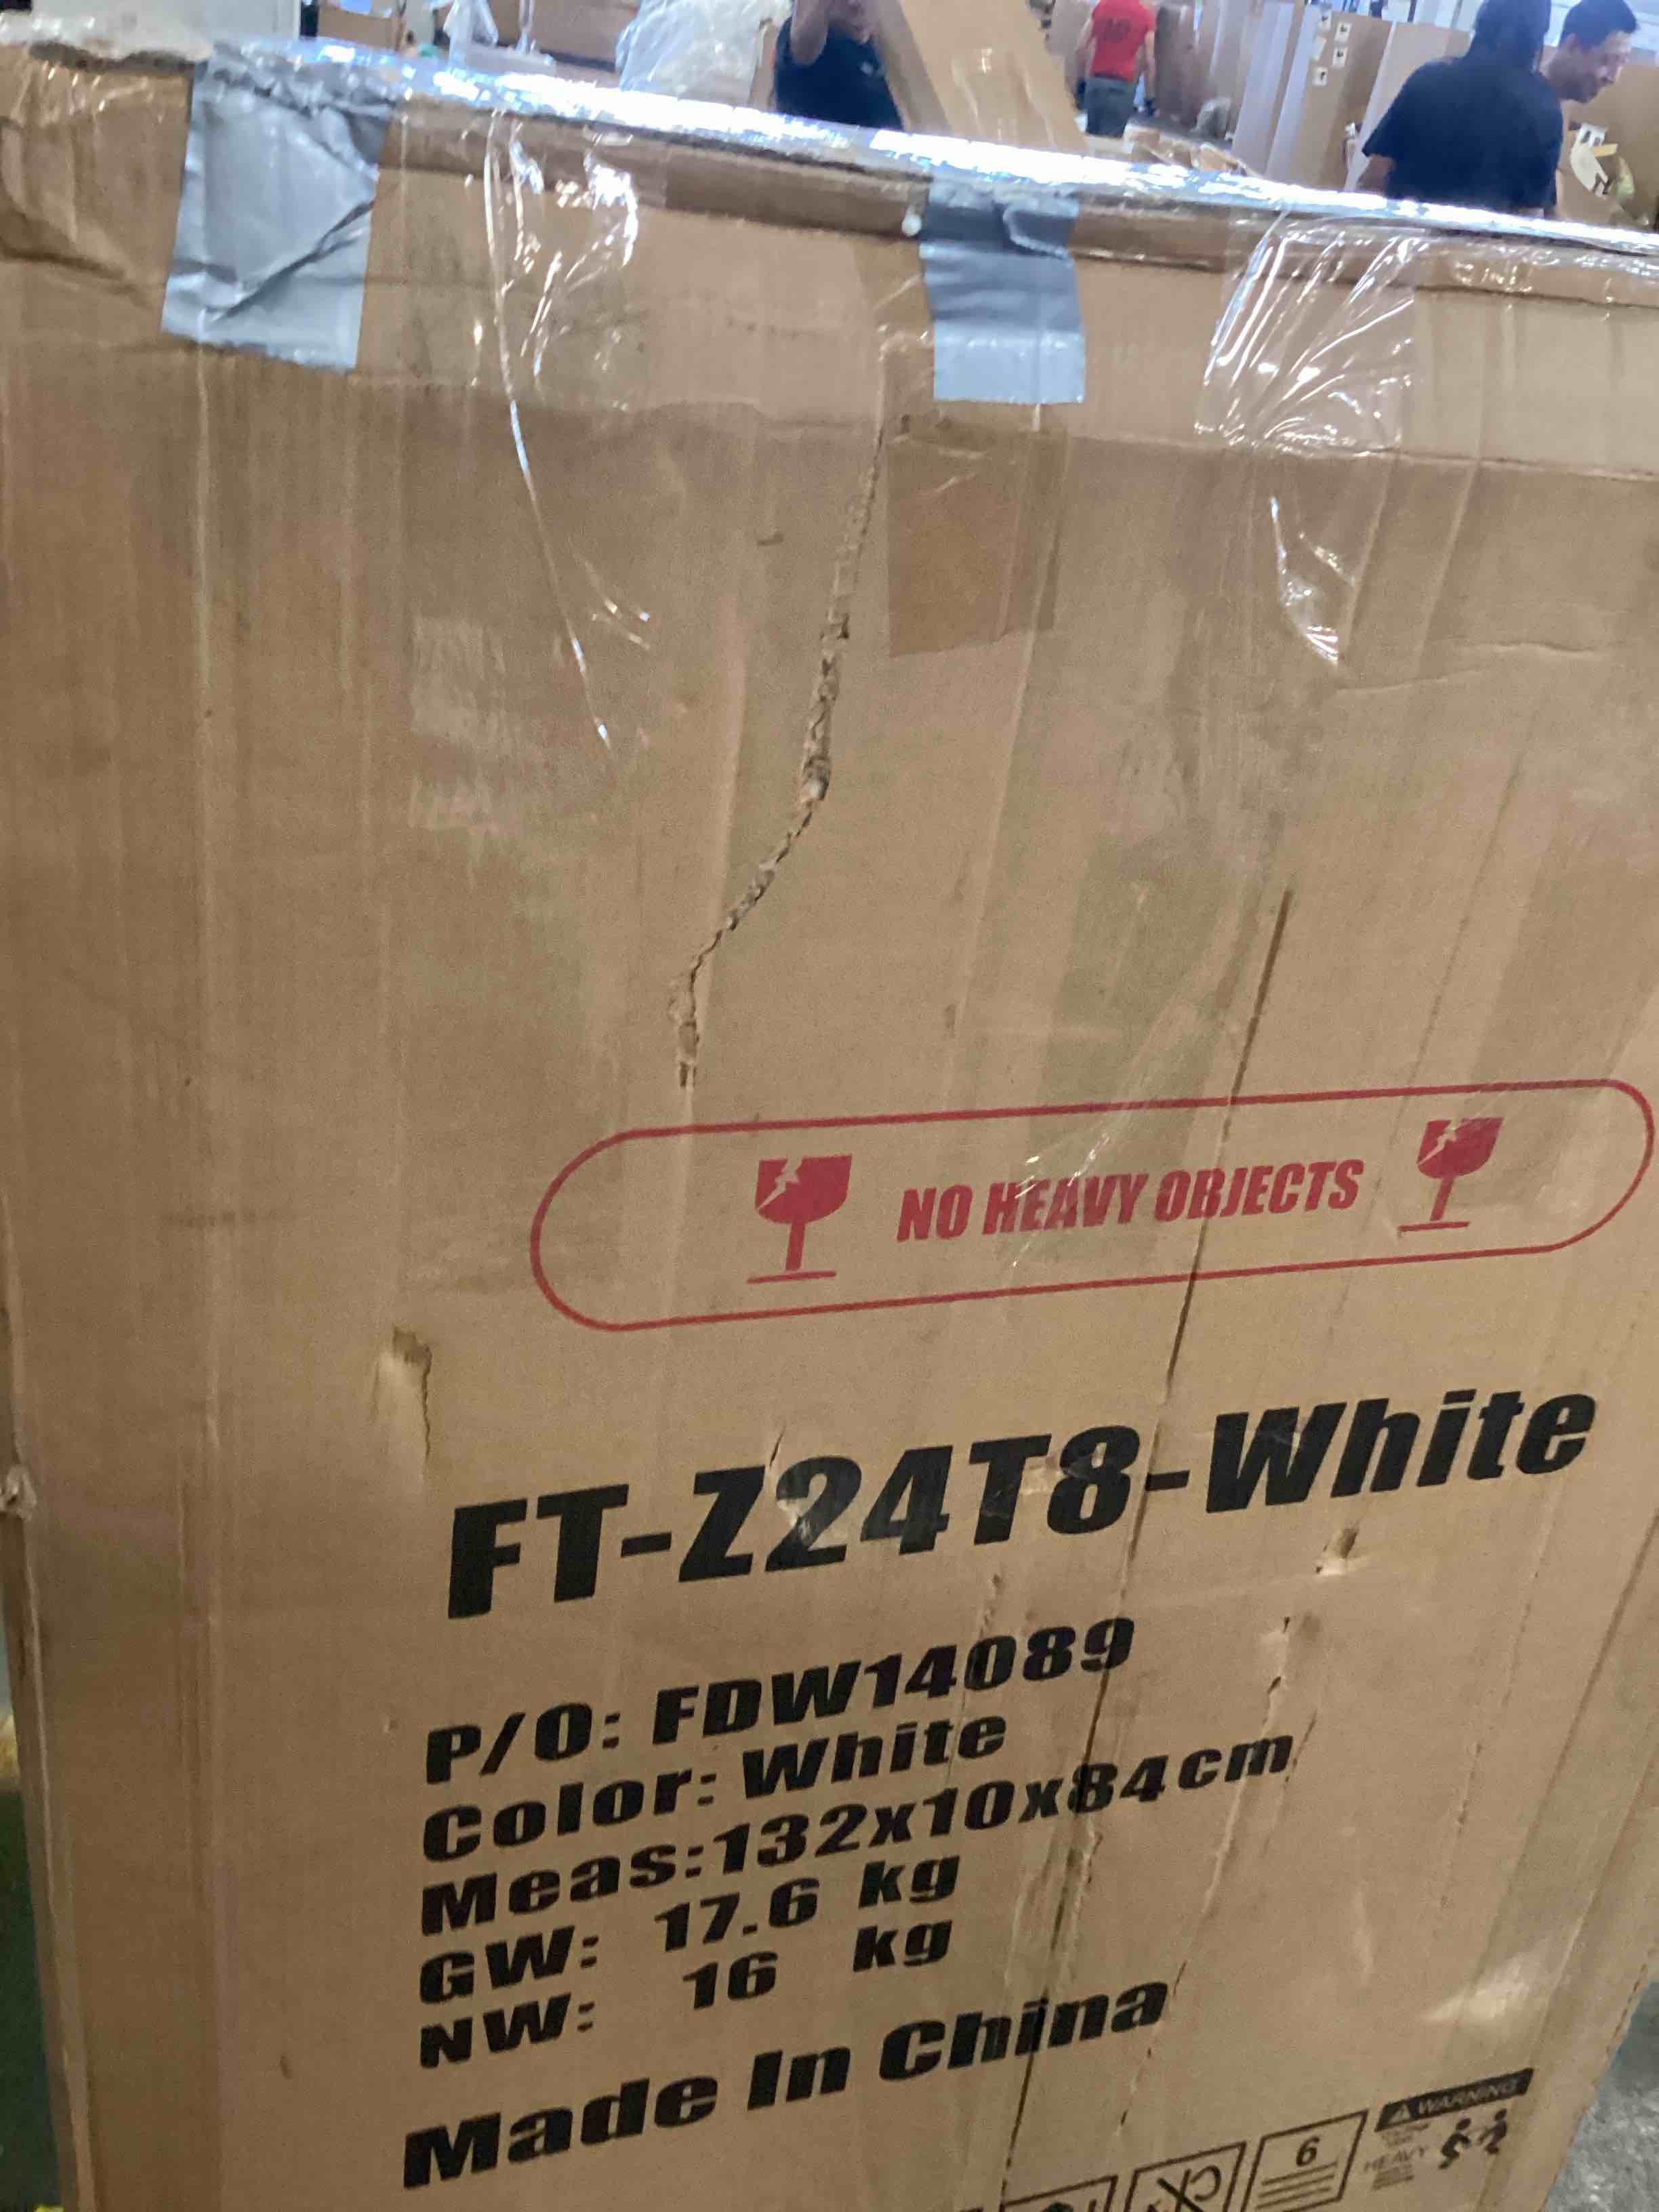 NO HEAVY OBJECTS
FT-Z24T8-White
P/O: FDW14089
Color: White
Meas:132x10x84cm
GW: 17.6 kg
NW: 16 kg
Made In China
WARNING
HEAVY
6